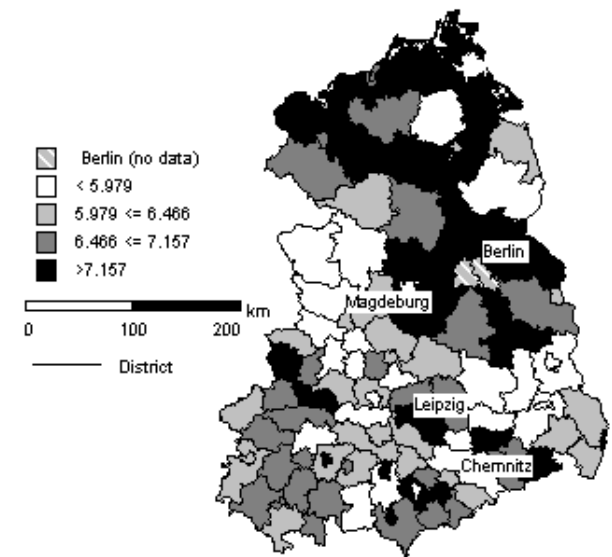 Berlin (no data)
< 5.979
5.979 <= 6.466
6.466 <= 7.157
>7.157
km
0 100 200
District
Berlin
Magdeburg
Leipzig
Chemnitz